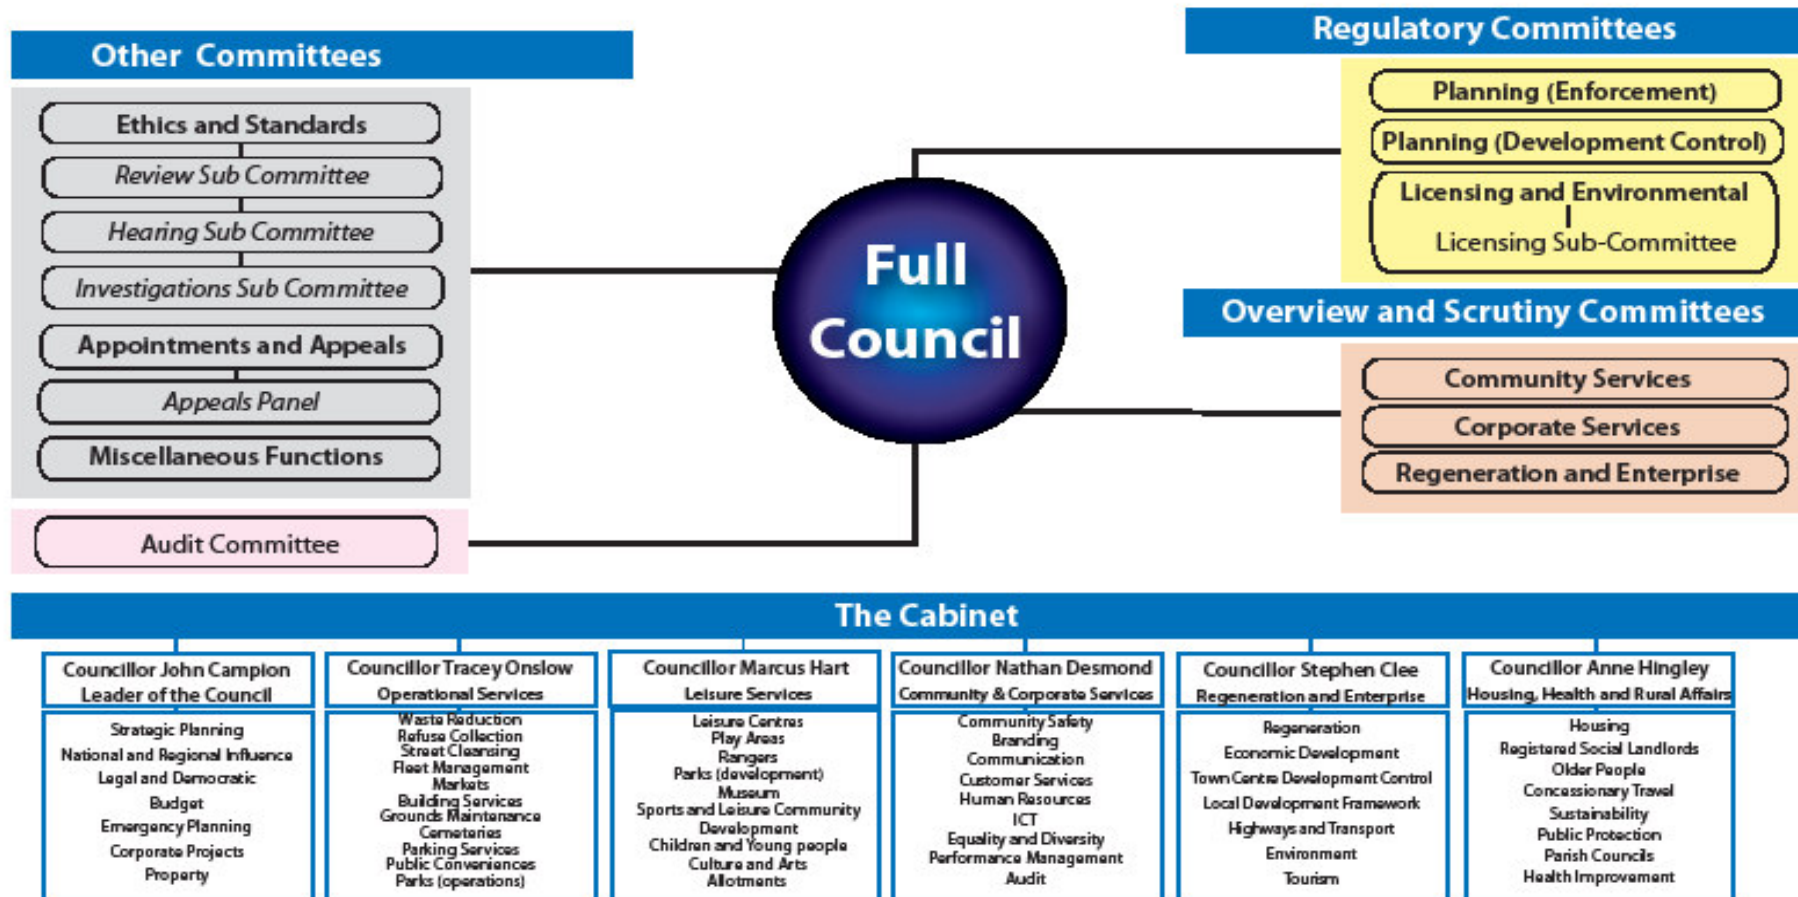 Other Committees
Ethics and Standards
Review Sub Committee
Hearing Sub Committee
Investigations Sub Committee
Appointments and Appeals
Appeals Panel
Miscellaneous Functions
Audit Committee
Full
Council
Regulatory Committees
Planning (Enforcement)
Planning (Development Control)
Licensing and Environmental
Licensing Sub-Committee
Overview and Scrutiny Committees
Community Services
Corporate Services
Regeneration and Enterprise
The Cabinet
Councillor John Campion
Leader of the Council
Strategic Planning
National and Regional Influence
Legal and Democratic
Budget
Emergency Planning
Corporate Projects
Property
Councillor Tracey Onslow
Operational Services
Waste Reduction
Refuse Collection
Street Cleansing
Fleet Management
Markets
Building Services
Grounds Maintenance
Cemeteries
Parking Services
Public Conveniences
Parks (operations)
Councillor Marcus Hart
Leisure Services
Leisure Centres
Play Areas
Rangers
Parks (development)
Museum
Sports and Leisure Community
Development
Children and Young people
Culture and Arts
Allotments
Councillor Nathan Desmond
Community & Corporate Services
Community Safety
Branding
Communication
Customer Services
Human Resources
ICT
Equality and Diversity
Performance Management
Audit
Councillor Stephen Clee
Regeneration and Enterprise
Regeneration
Economic Development
Town Centre Development Control
Local Development Framework
Highways and Transport
Environment
Tourism
Councillor Anne Hingley
Housing, Health and Rural Affairs
Housing
Registered Social Landlords
Older People
Concessionary Travel
Sustainability
Public Protection
Parish Councils
Health Improvement